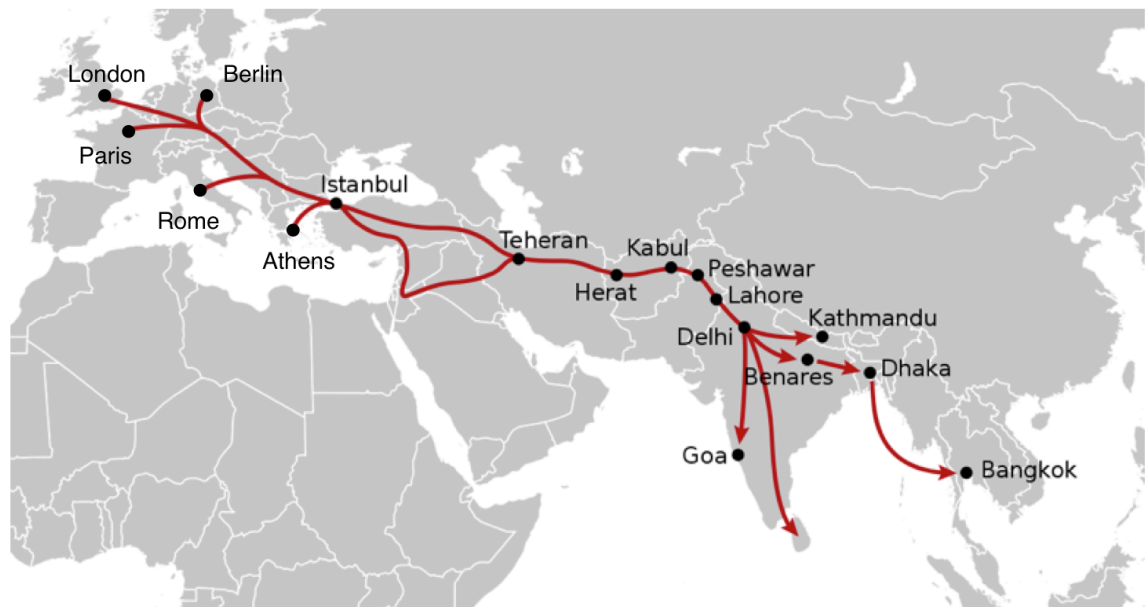 London
Berlin
Paris
Istanbul
Rome
Athens
Teheran
Kabul
Herat
Peshawar
Lahore
Kathmandu
Delhi
Benares
Dhaka
Goa
Bangkok